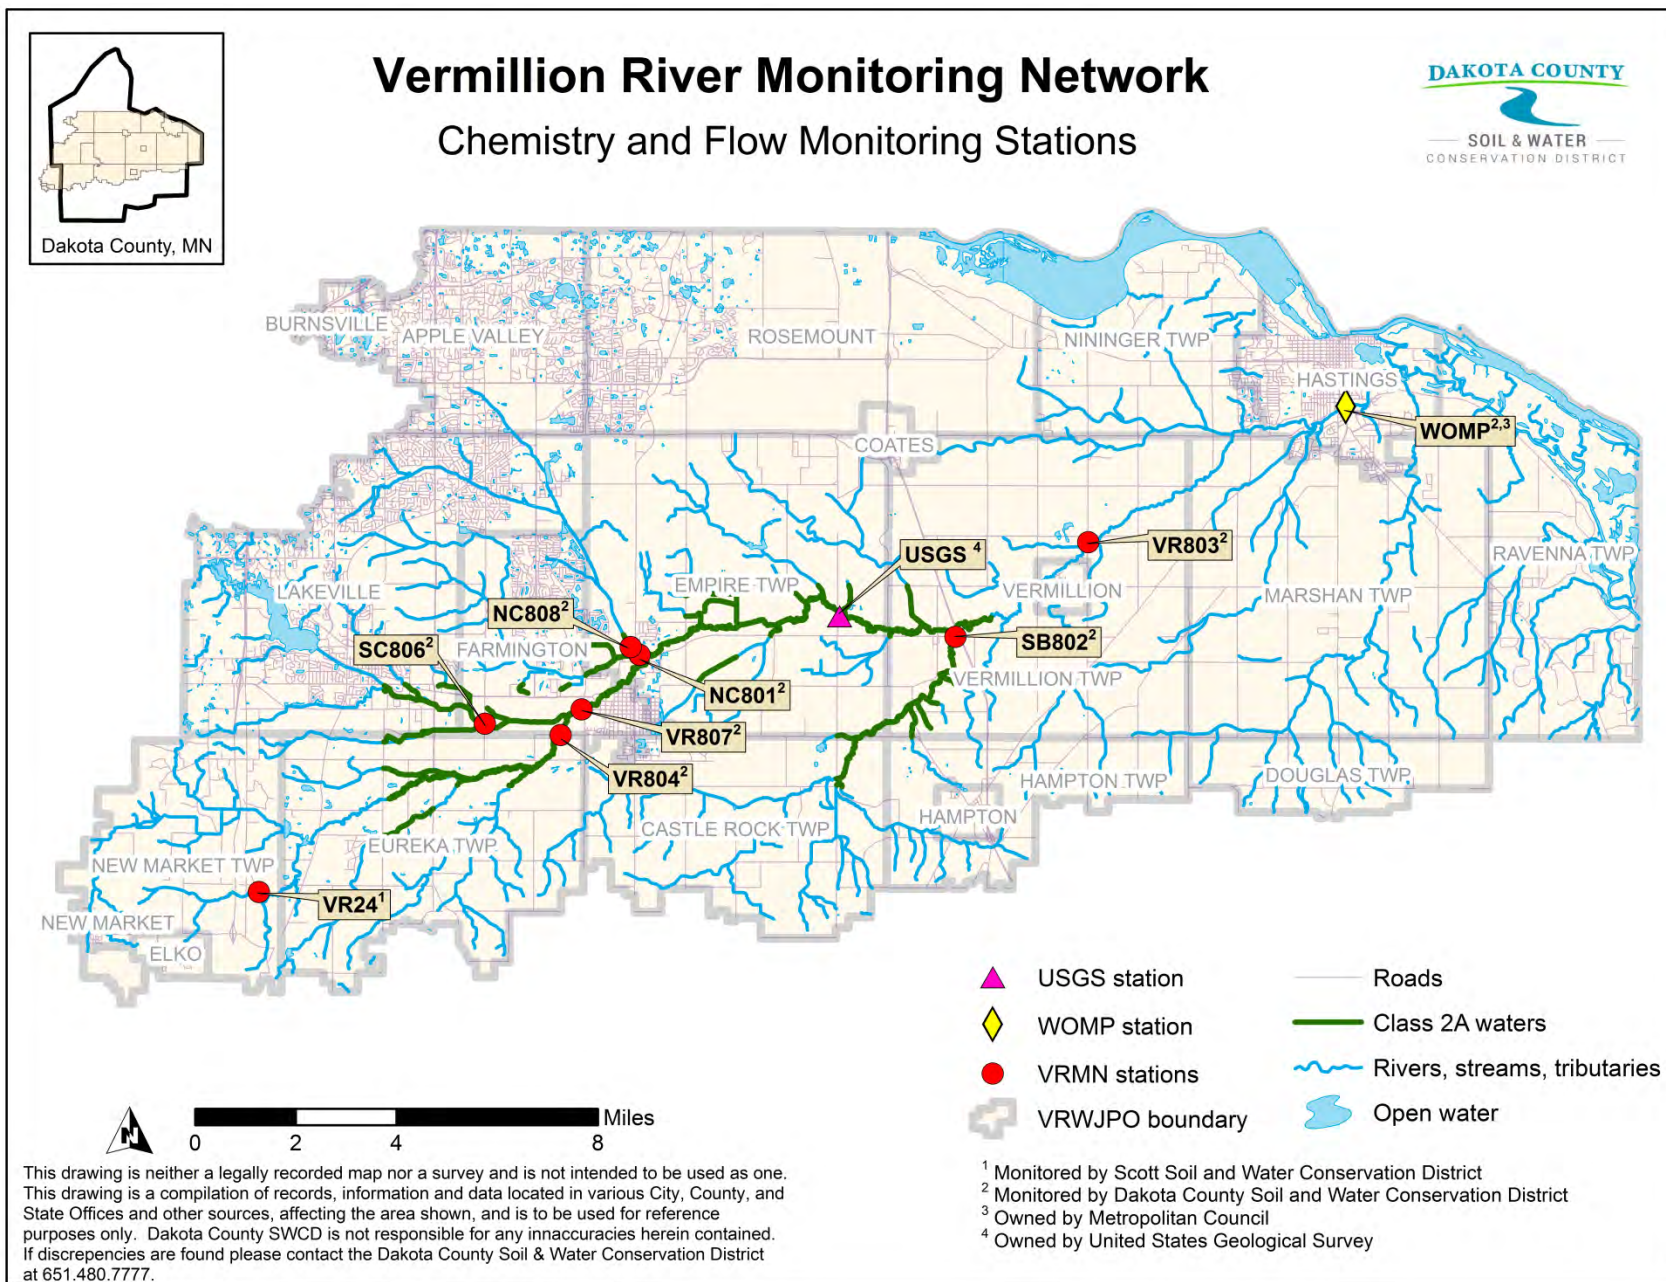 Vermillion River Monitoring Network
Chemistry and Flow Monitoring Stations
Dakota County, MN
DAKOTA COUNTY
SOIL & WATER
CONSERVATION DISTRICT
BURNSVILLE
APPLE VALLEY
ROSEMOUNT
NININGER TWP
HASTINGS
WOMP2,3
COATES
VR803²
USGS ⁴
RAVENNA TWP
EMPIRE TWP
VERMILLION
MARSHAN TWP
LAKEVILLE
NC808²
SC806²
FARMINGTON
SB802²
NC801²
VERMILLION TWP
VR807²
VR804²
HAMPTON TWP
DOUGLAS TWP
HAMPTON
CASTLE ROCK TWP
EUREKA TWP
NEW MARKET TWP
VR24¹
NEW MARKET
ELKO
USGS station
WOMP station
VRMN stations
VRWJPO boundary
Roads
Class 2A waters
Rivers, streams, tributaries
Open water
N
Miles
0 2 4 8
This drawing is neither a legally recorded map nor a survey and is not intended to be used as one.
This drawing is a compilation of records, information and data located in various City, County, and
State Offices and other sources, affecting the area shown, and is to be used for reference
purposes only. Dakota County SWCD is not responsible for any innaccuracies herein contained.
If discrepencies are found please contact the Dakota County Soil & Water Conservation District
at 651.480.7777.
¹ Monitored by Scott Soil and Water Conservation District
² Monitored by Dakota County Soil and Water Conservation District
³ Owned by Metropolitan Council
⁴ Owned by United States Geological Survey